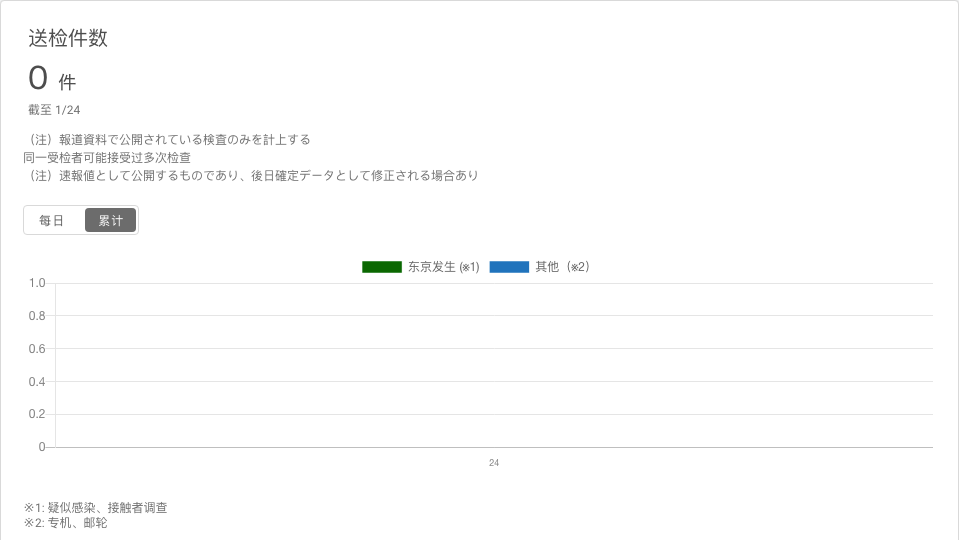 送检件数
0 件
截至 1/24
（注）報道資料で公開されている検査のみを計上する
同一受检者可能接受过多次检查
（注）速報値として公開するものであり、後日確定データとして修正される場合あり
每日 累计
东京发生 (※1) 其他（※2）
1.0
0.8
0.6
0.4
0.2
0
24
※1: 疑似感染、接触者调查
※2: 专机、邮轮